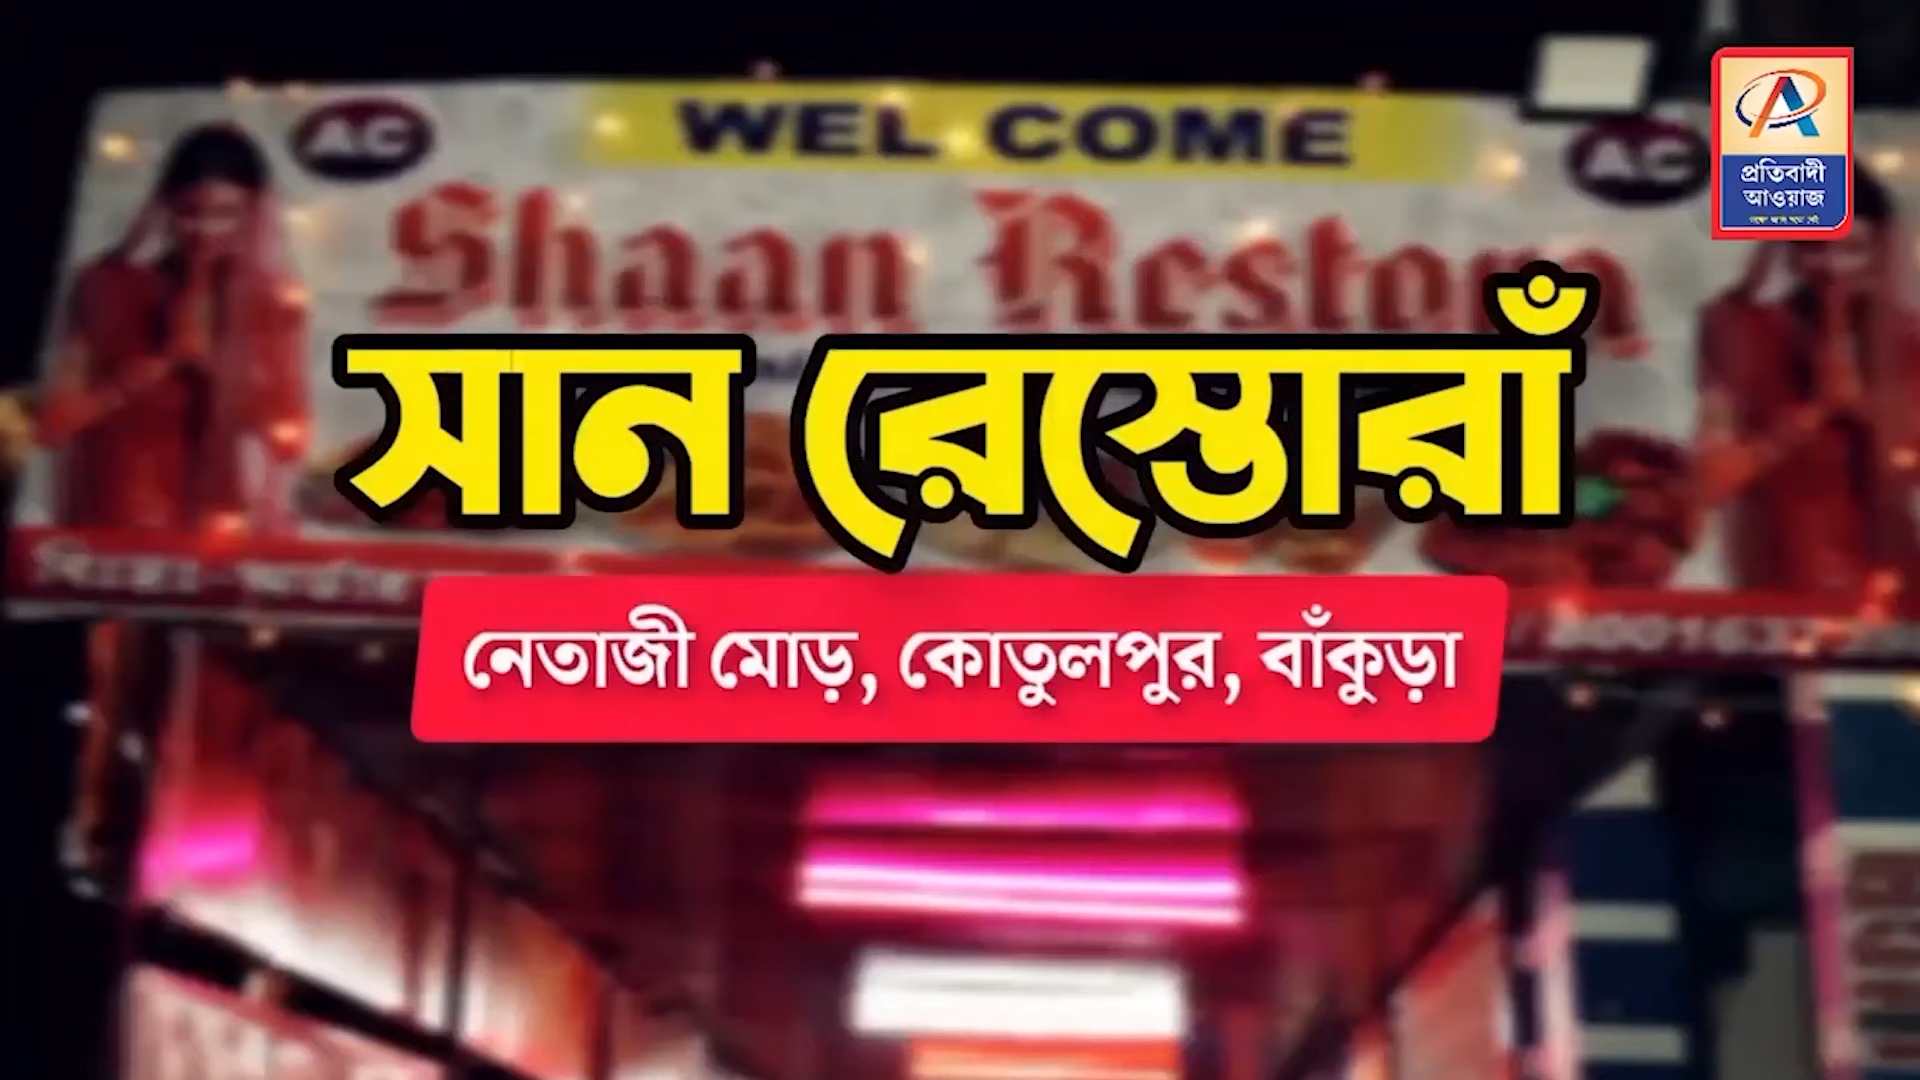 WEL COME
AC
AC
Shaan Restora
সান রেস্তোরাঁ
নেতাজী মোড়, কোতুলপুর, বাঁকুড়া
প্রতিবাদী
আওয়াজ